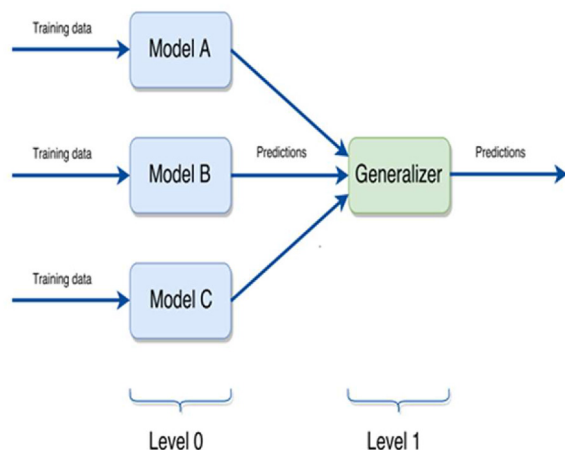 Training data
Model A
Training data
Model B
Predictions
Generalizer
Predictions
Training data
Model C
Level 0
Level 1